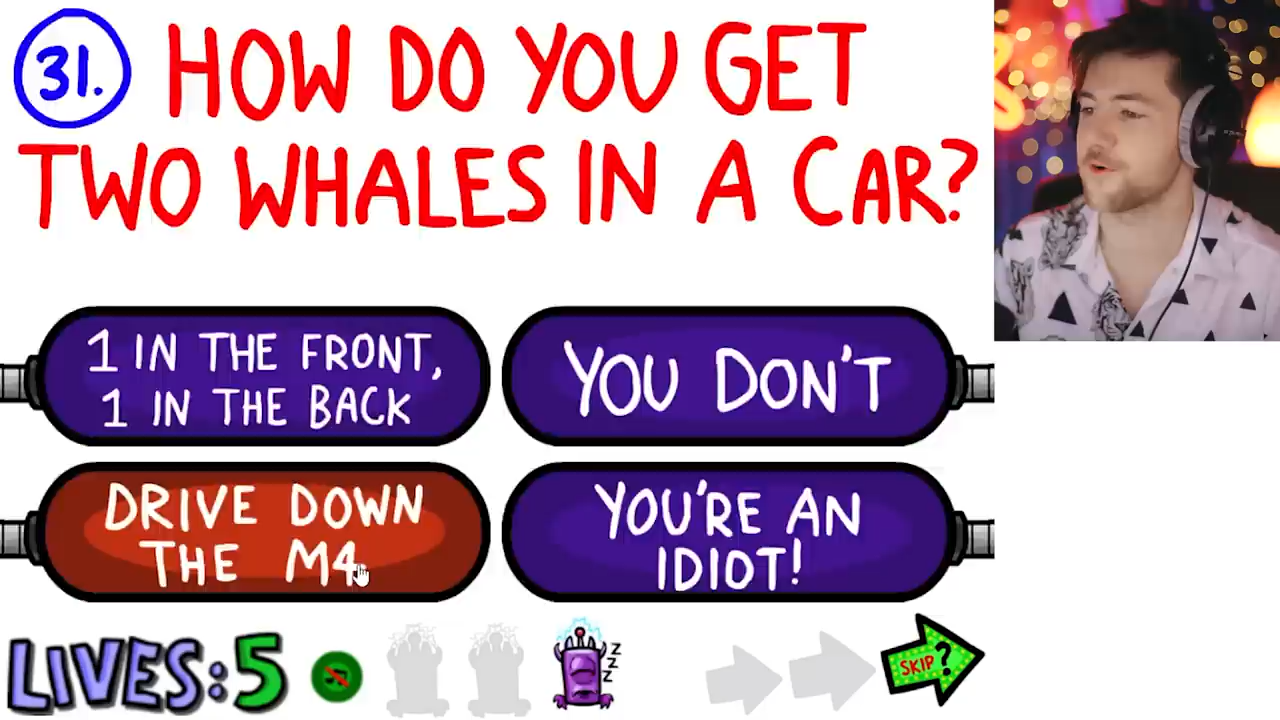 31. HOW DO YOU GET
TWO WHALES IN A CAR?
1 IN THE FRONT,
1 IN THE BACK
YOU DON'T
DRIVE DOWN
THE M4
YOU'RE AN
IDIOT!
LIVES:5
Z
Z
Z
SKIP?